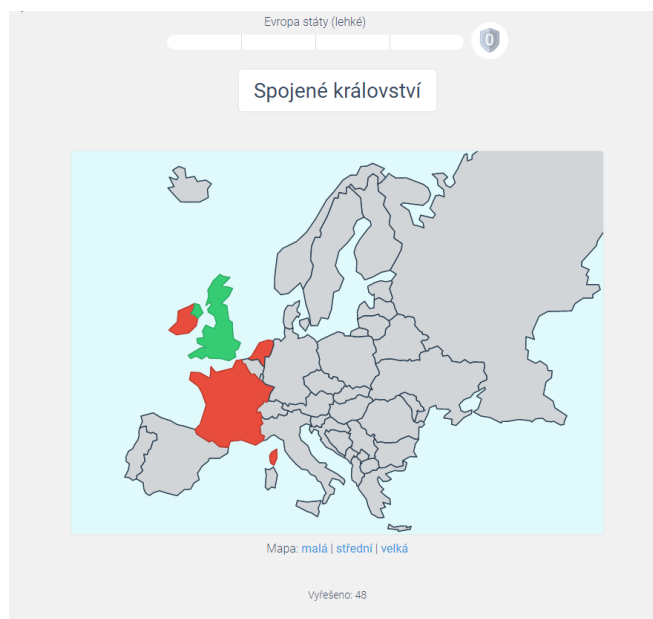 Evropa státy (lehké)
0
Spojené království
Mapa: malá | střední | velká
Vyřešeno: 48